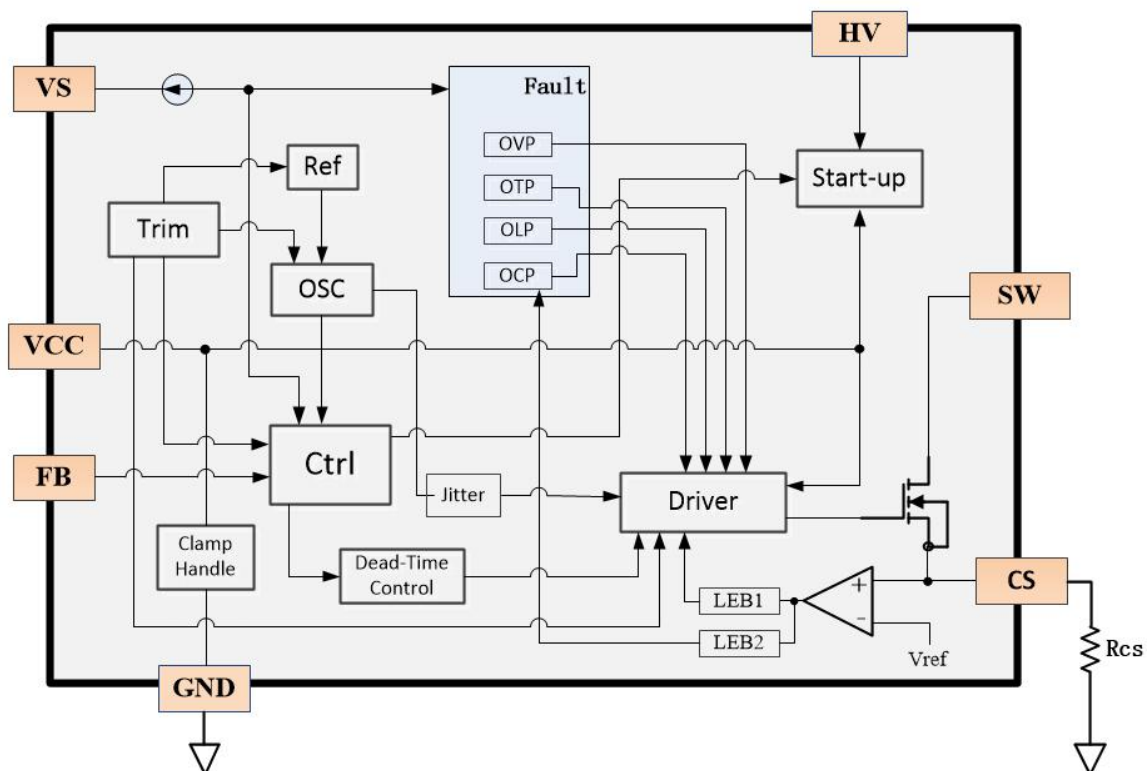 HV
VS
Fault
OVP
Ref
OTP
Start-up
Trim
OLP
OCP
OSC
SW
VCC
Ctrl
FB
Jitter
Driver
Clamp
Handle
Dead-Time
Control
CS
LEB1
+
-
LEB2
Vref
Rcs
GND